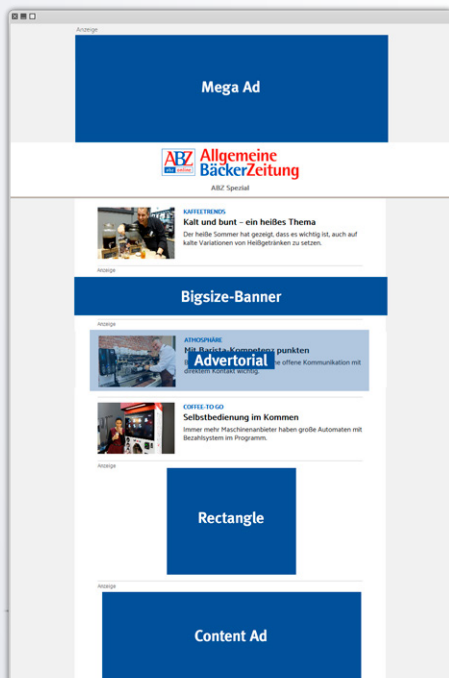 Anzeige
Mega Ad
ABZ Allgemeine
BäckerZeitung
ABZ Spezial
KAFFEETRENDS
Kalt und bunt – ein heißes Thema
Der heiße Sommer hat gezeigt, dass es wichtig ist, auch auf
kalte Variationen von Heißgetränken zu setzen.
Anzeige
Bigsize-Banner
Anzeige
ATMOSPHÄRE
Mit Barista-Kompetenz punkten
Advertorial
offene Kommunikation mit
direktem Kontakt wichtig.
COFFEE-TO GO
Selbstbedienung im Kommen
Immer mehr Maschinenanbieter haben große Automaten mit
Bezahlsystem im Programm.
Anzeige
Rectangle
Anzeige
Content Ad